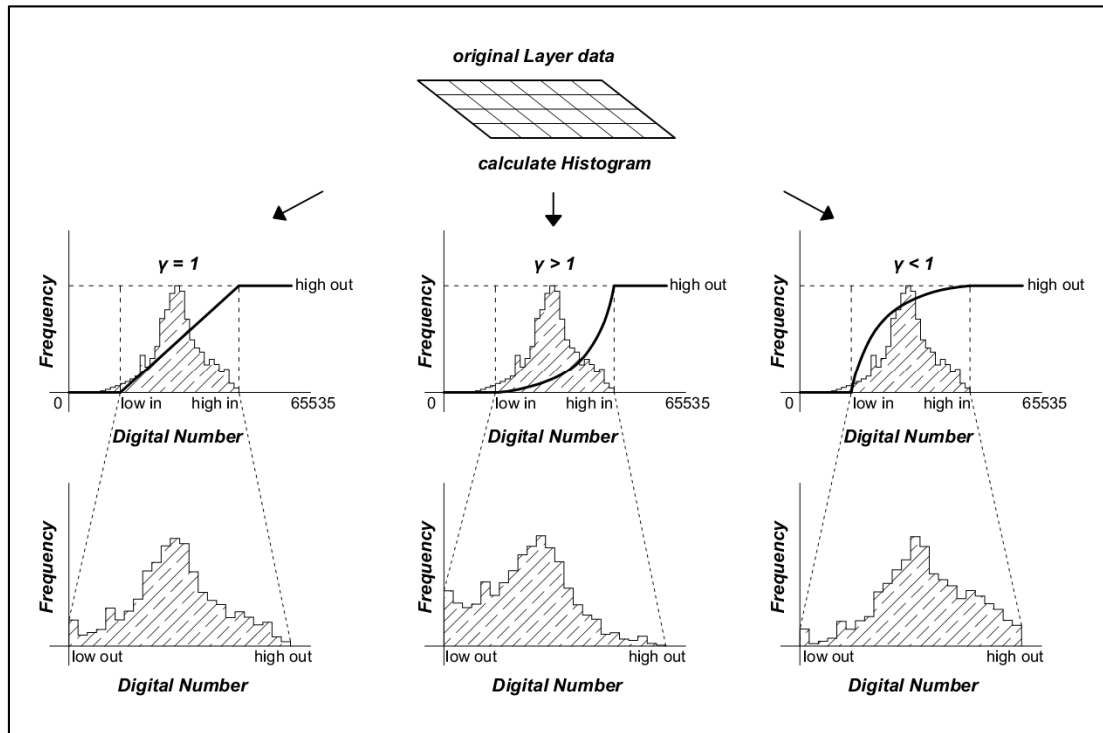 original Layer data
calculate Histogram
γ = 1
high out
Frequency
0
low in
high in
65535
Digital Number
γ > 1
high out
Frequency
0
low in
high in
65535
Digital Number
γ < 1
high out
Frequency
0
low in
high in
65535
Digital Number
Frequency
low out
high out
Digital Number
Frequency
low out
high out
Digital Number
Frequency
low out
high out
Digital Number